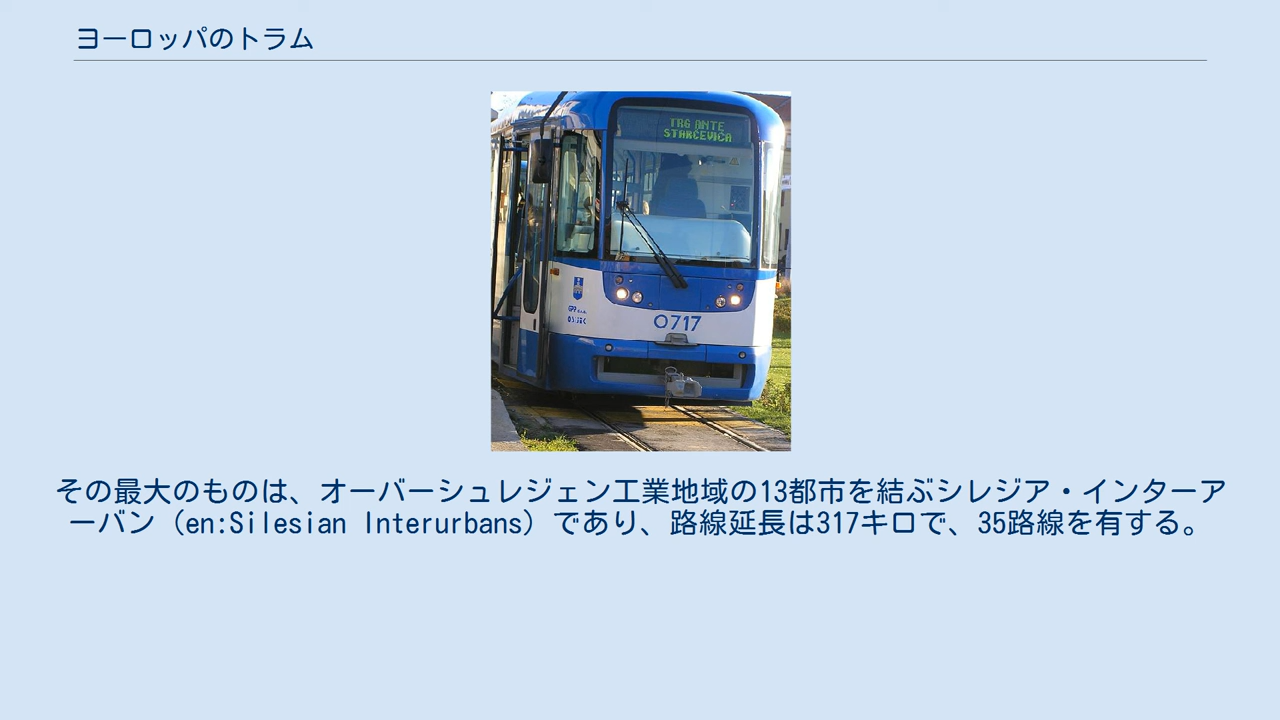 ヨーロッパのトラム
TRG ANTE
STARČEVIĆA
GPP d.o.o.
OSIJEK
0717
その最大のものは、オーバーシュレジェン工業地域の13都市を結ぶシレジア・インターア
ーバン（en:Silesian Interurbans）であり、路線延長は317キロで、35路線を有する。